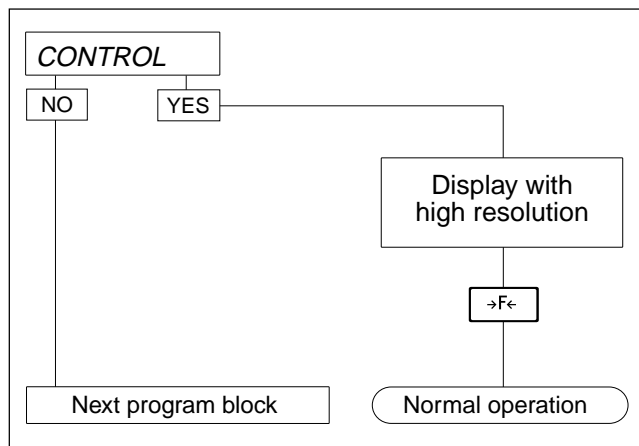 CONTROL
NO
YES
Display with
high resolution
→F←
Next program block
Normal operation